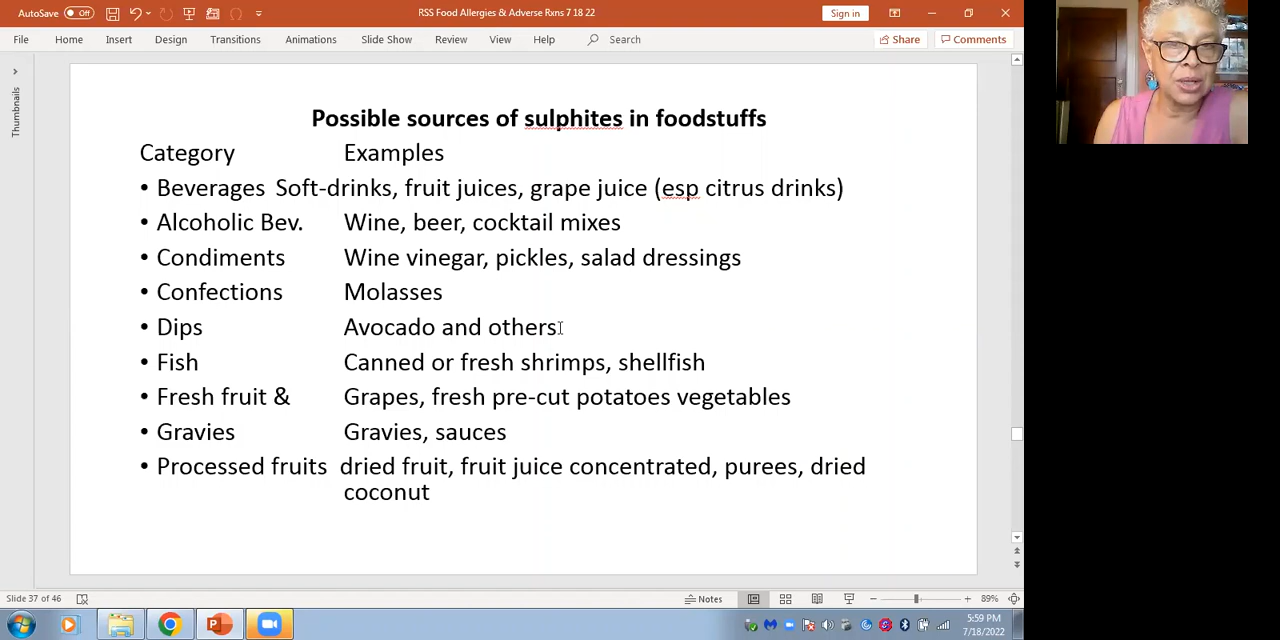 AutoSave Off RSS Food Allergies & Adverse Rxns 7 18 22 Sign in
File Home Insert Design Transitions Animations Slide Show Review View Help Search Share Comments
Thumbnails
Possible sources of sulphites in foodstuffs
Category Examples
• Beverages Soft-drinks, fruit juices, grape juice (esp citrus drinks)
• Alcoholic Bev. Wine, beer, cocktail mixes
• Condiments Wine vinegar, pickles, salad dressings
• Confections Molasses
• Dips Avocado and others
• Fish Canned or fresh shrimps, shellfish
• Fresh fruit & Grapes, fresh pre-cut potatoes vegetables
• Gravies Gravies, sauces
• Processed fruits dried fruit, fruit juice concentrated, purees, dried
coconut
Slide 37 of 46 Notes 89%
5:59 PM
7/18/2022